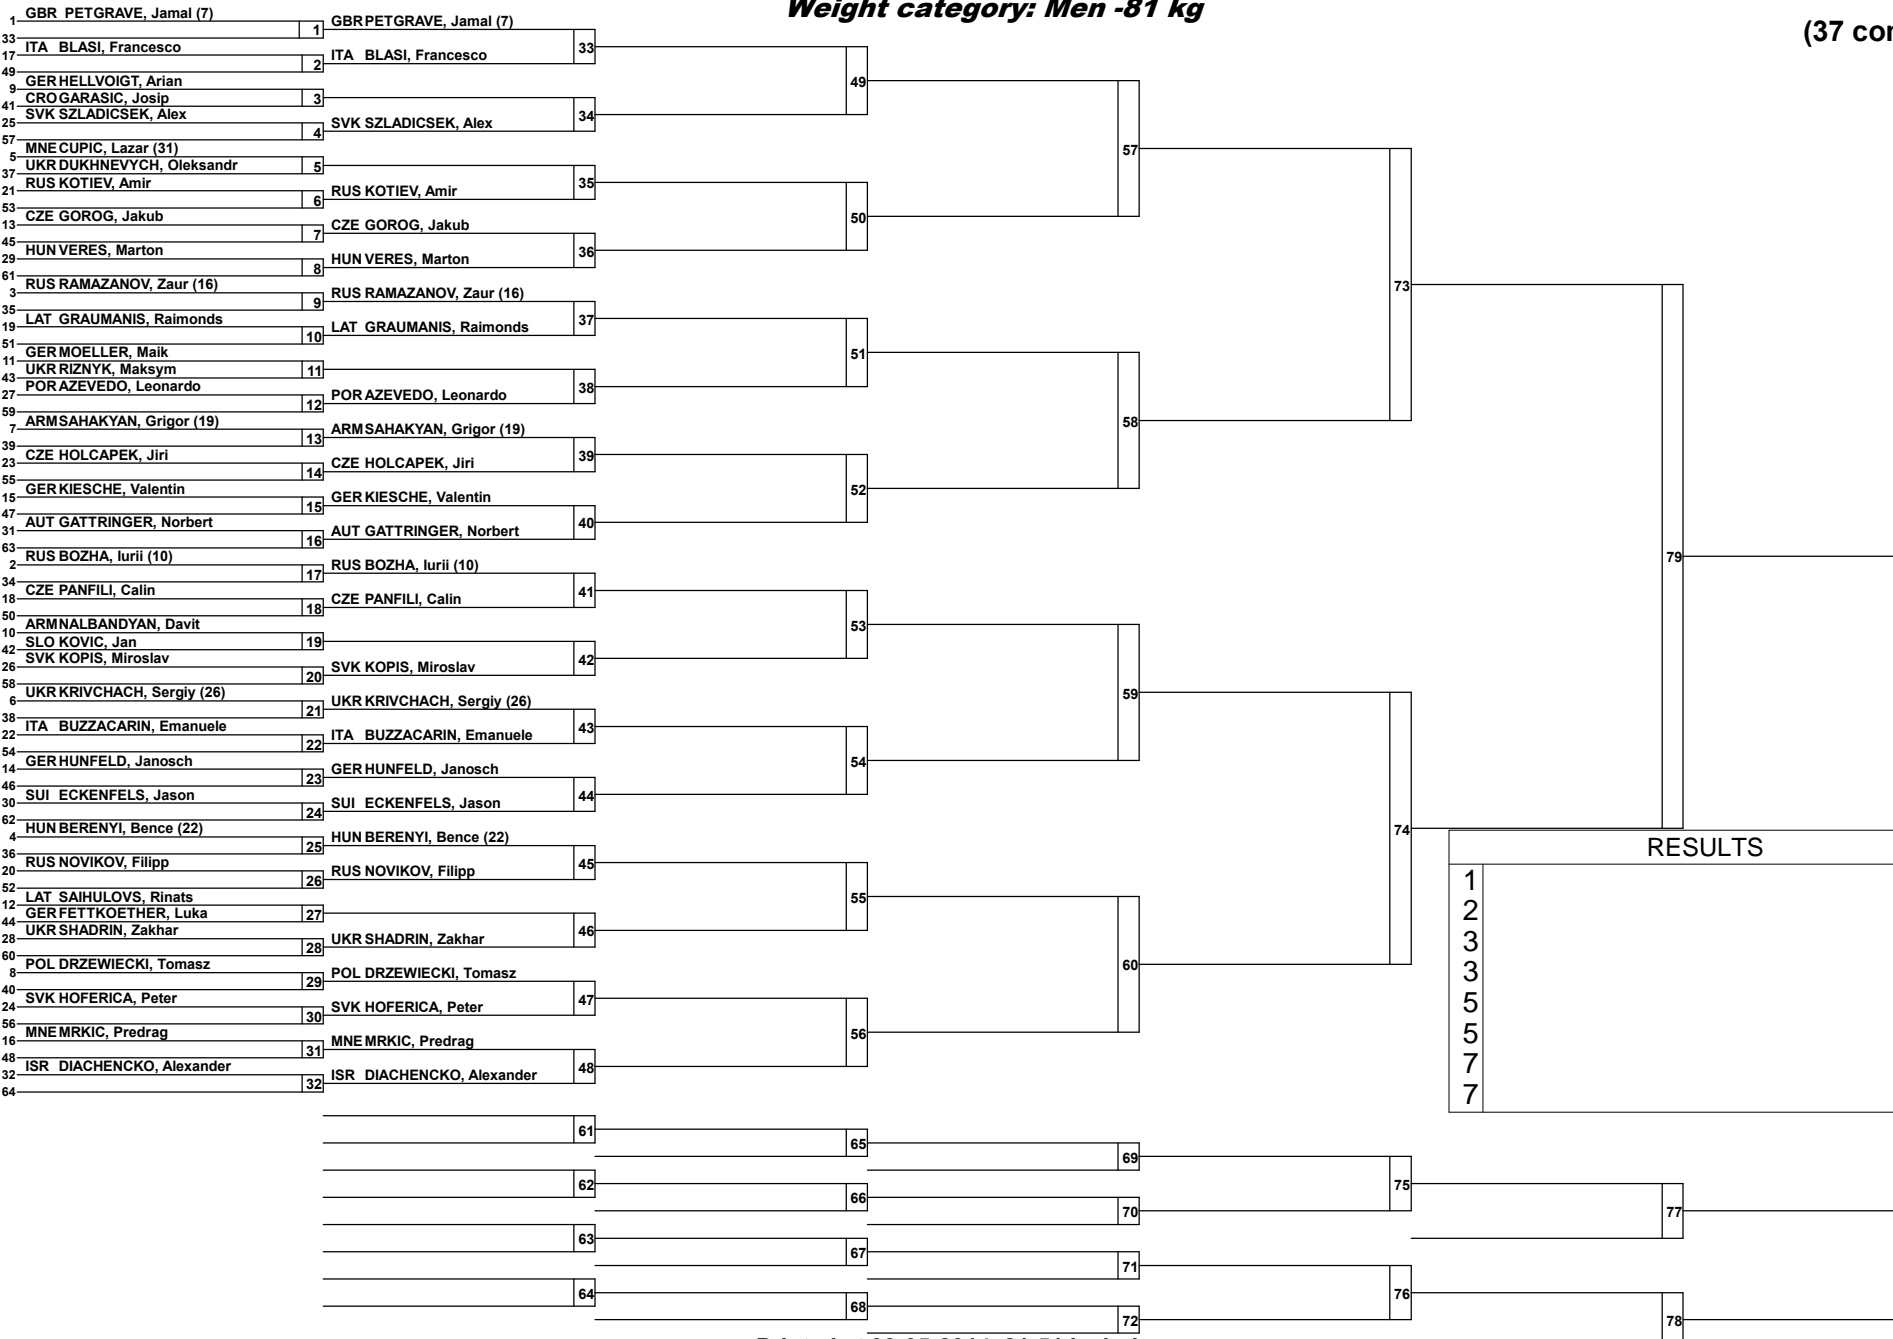 Weight category: Men -81 kg
(37 con
1 GBR PETGRAVE, Jamal (7)
33
1
17 ITA BLASI, Francesco
49
2
9 GER HELLVOIGT, Arian
41 CRO GARASIC, Josip
3
25 SVK SZLADICSEK, Alex
57
4
5 MNE CUPIC, Lazar (31)
37 UKR DUKHNEVYCH, Oleksandr
5
21 RUS KOTIEV, Amir
53
6
13 CZE GOROG, Jakub
45
7
29 HUN VERES, Marton
61
8
3 RUS RAMAZANOV, Zaur (16)
35
9
19 LAT GRAUMANIS, Raimonds
51
10
11 GER MOELLER, Maik
43 UKR RIZNYK, Maksym
11
27 POR AZEVEDO, Leonardo
59
12
7 ARM SAHAKYAN, Grigor (19)
39
13
23 CZE HOLCAPEK, Jiri
55
14
15 GER KIESCHE, Valentin
47
15
31 AUT GATTRINGER, Norbert
63
16
2 RUS BOZHA, Iurii (10)
34
17
18 CZE PANFILI, Calin
50
18
10 ARM NALBANDYAN, Davit
42 SLO KOVIC, Jan
19
26 SVK KOPIS, Miroslav
58
20
6 UKR KRIVCHACH, Sergiy (26)
38
21
22 ITA BUZZACARIN, Emanuele
54
22
14 GER HUNFELD, Janosch
46
23
30 SUI ECKENFELS, Jason
62
24
4 HUN BERENYI, Bence (22)
36
25
20 RUS NOVIKOV, Filipp
52
26
12 LAT SAIHULOVS, Rinats
44 GER FETTKOETHER, Luka
27
28 UKR SHADRIN, Zakhar
60
28
8 POL DRZEWIECKI, Tomasz
40
29
24 SVK HOFERICA, Peter
56
30
16 MNE MRKIC, Predrag
48
31
32 ISR DIACHENCKO, Alexander
64
32
GBR PETGRAVE, Jamal (7)
ITA BLASI, Francesco
33
SVK SZLADICSEK, Alex
34
RUS KOTIEV, Amir
35
CZE GOROG, Jakub
HUN VERES, Marton
36
RUS RAMAZANOV, Zaur (16)
LAT GRAUMANIS, Raimonds
37
POR AZEVEDO, Leonardo
38
ARM SAHAKYAN, Grigor (19)
CZE HOLCAPEK, Jiri
39
GER KIESCHE, Valentin
AUT GATTRINGER, Norbert
40
RUS BOZHA, Iurii (10)
CZE PANFILI, Calin
41
SVK KOPIS, Miroslav
42
UKR KRIVCHACH, Sergiy (26)
ITA BUZZACARIN, Emanuele
43
GER HUNFELD, Janosch
SUI ECKENFELS, Jason
44
HUN BERENYI, Bence (22)
RUS NOVIKOV, Filipp
45
UKR SHADRIN, Zakhar
46
POL DRZEWIECKI, Tomasz
SVK HOFERICA, Peter
47
MNE MRKIC, Predrag
ISR DIACHENCKO, Alexander
48
49
50
51
52
53
54
55
56
57
58
59
60
73
74
79
RESULTS
1
2
3
3
5
5
7
7
61
62
63
64
65
66
67
68
69
70
71
72
75
76
77
78